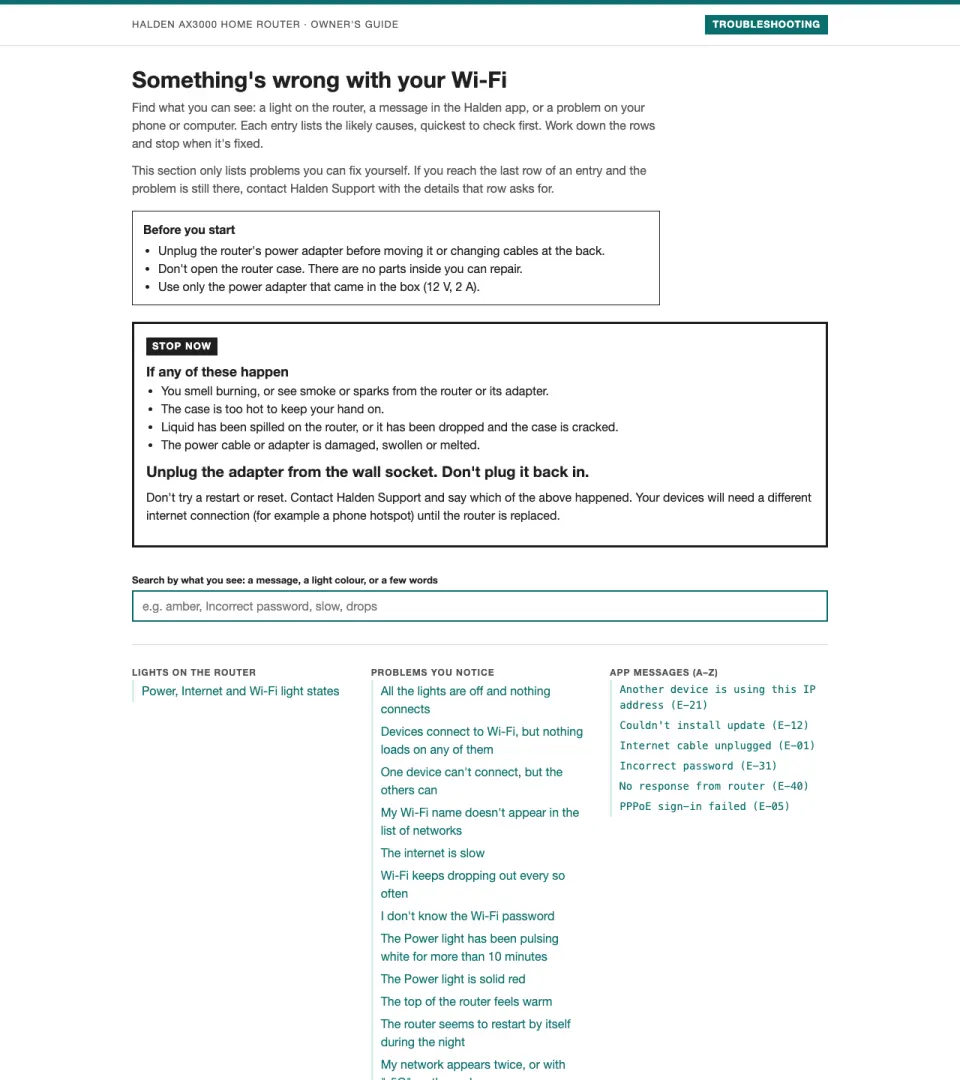 HALDEN AX3000 HOME ROUTER · OWNER'S GUIDE
TROUBLESHOOTING
Something's wrong with your Wi-Fi
Find what you can see: a light on the router, a message in the Halden app, or a problem on your
phone or computer. Each entry lists the likely causes, quickest to check first. Work down the rows
and stop when it's fixed.
This section only lists problems you can fix yourself. If you reach the last row of an entry and the
problem is still there, contact Halden Support with the details that row asks for.
Before you start
• Unplug the router's power adapter before moving it or changing cables at the back.
• Don't open the router case. There are no parts inside you can repair.
• Use only the power adapter that came in the box (12 V, 2 A).
STOP NOW
If any of these happen
• You smell burning, or see smoke or sparks from the router or its adapter.
• The case is too hot to keep your hand on.
• Liquid has been spilled on the router, or it has been dropped and the case is cracked.
• The power cable or adapter is damaged, swollen or melted.
Unplug the adapter from the wall socket. Don't plug it back in.
Don't try a restart or reset. Contact Halden Support and say which of the above happened. Your devices will need a different
internet connection (for example a phone hotspot) until the router is replaced.
Search by what you see: a message, a light colour, or a few words
e.g. amber, Incorrect password, slow, drops
LIGHTS ON THE ROUTER
Power, Internet and Wi-Fi light states
PROBLEMS YOU NOTICE
All the lights are off and nothing
connects
Devices connect to Wi-Fi, but nothing
loads on any of them
One device can't connect, but the
others can
My Wi-Fi name doesn't appear in the
list of networks
The internet is slow
Wi-Fi keeps dropping out every so
often
I don't know the Wi-Fi password
The Power light has been pulsing
white for more than 10 minutes
The Power light is solid red
The top of the router feels warm
The router seems to restart by itself
during the night
My network appears twice, or with
APP MESSAGES (A–Z)
Another device is using this IP
address (E-21)
Couldn't install update (E-12)
Internet cable unplugged (E-01)
Incorrect password (E-31)
No response from router (E-40)
PPPoE sign-in failed (E-05)